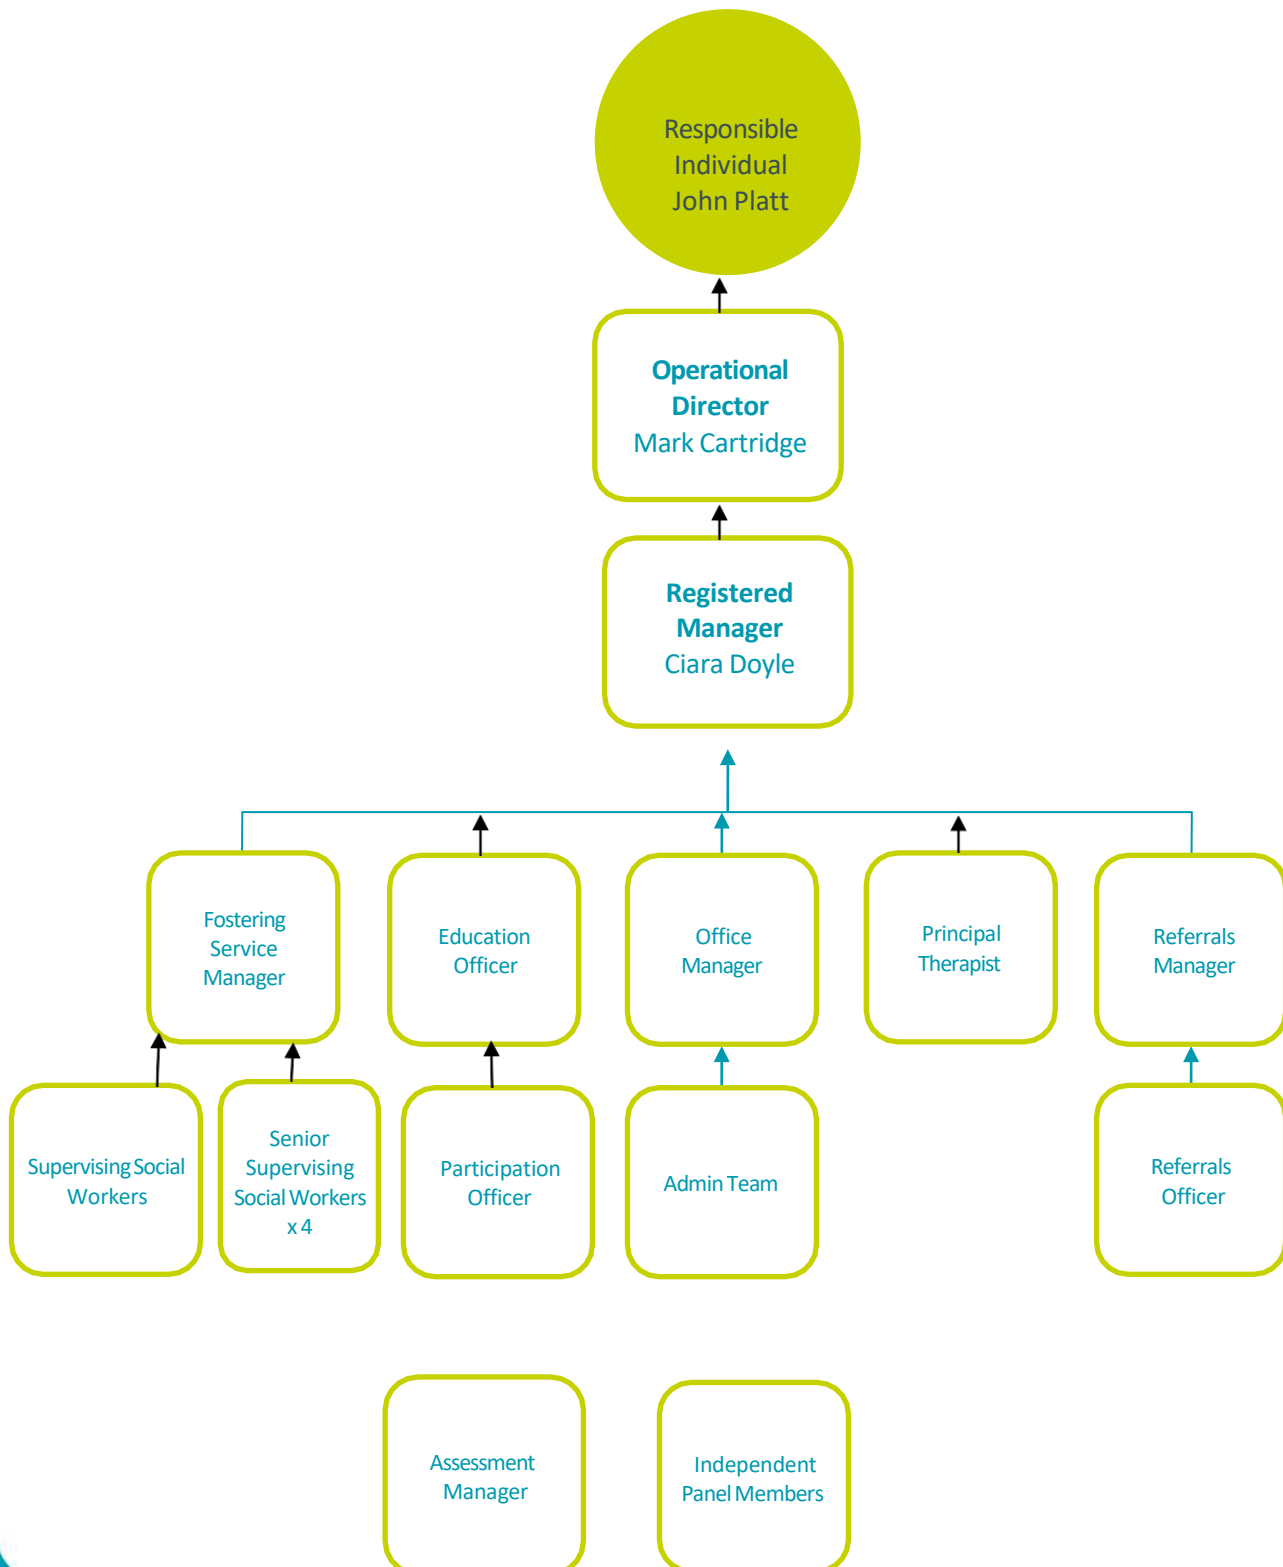 Responsible
Individual
John Platt
Operational
Director
Mark Cartridge
Registered
Manager
Ciara Doyle
Fostering
Service
Manager
Education
Officer
Office
Manager
Principal
Therapist
Referrals
Manager
Supervising Social
Workers
Senior
Supervising
Social Workers
x 4
Participation
Officer
Admin Team
Referrals
Officer
Assessment
Manager
Independent
Panel Members